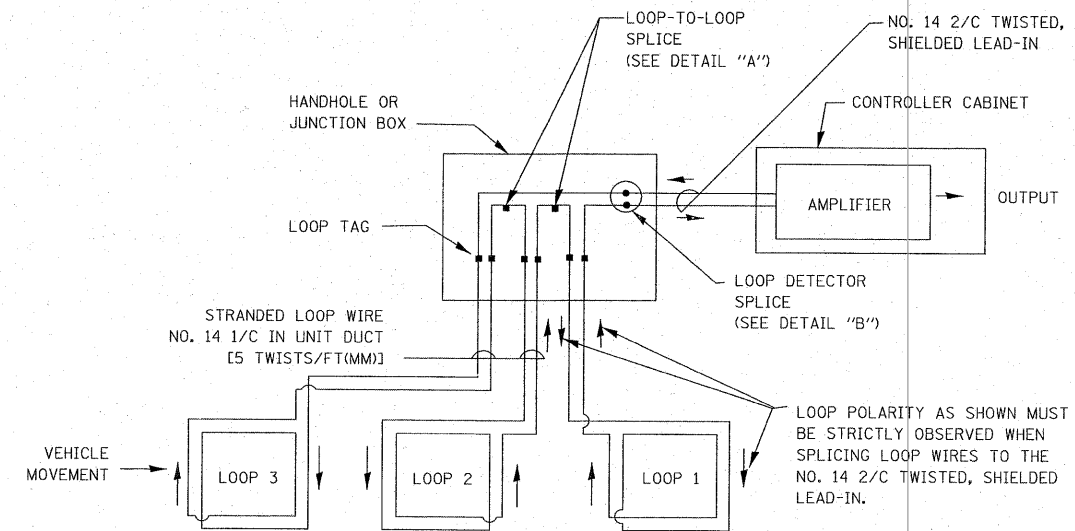 LOOP-TO-LOOP
SPLICE
(SEE DETAIL "A")
NO. 14 2/C TWISTED,
SHIELDED LEAD-IN
HANDHOLE OR
JUNCTION BOX
CONTROLLER CABINET
AMPLIFIER
OUTPUT
LOOP TAG
LOOP DETECTOR
SPLICE
(SEE DETAIL "B")
STRANDED LOOP WIRE
NO. 14 1/C IN UNIT DUCT
[5 TWISTS/FT(MM)]
LOOP POLARITY AS SHOWN MUST
BE STRICTLY OBSERVED WHEN
SPLICING LOOP WIRES TO THE
NO. 14 2/C TWISTED, SHIELDED
LEAD-IN.
VEHICLE
MOVEMENT
LOOP 3
LOOP 2
LOOP 1